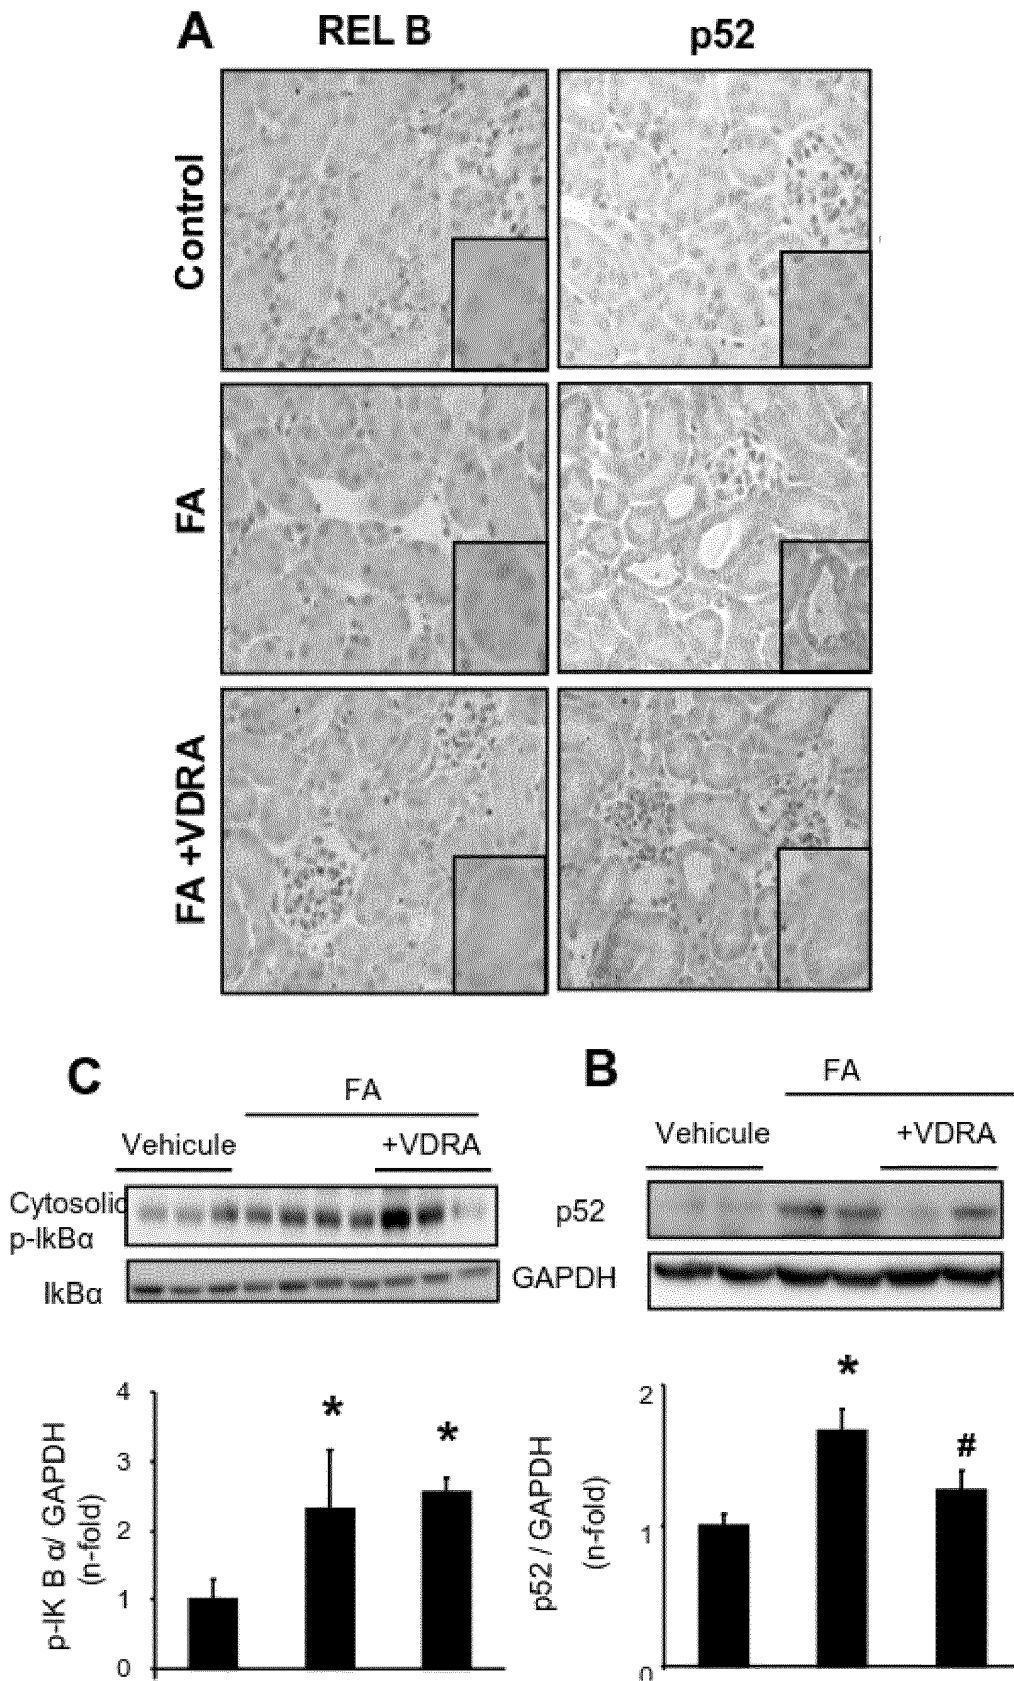 A
REL B
p52
Control
FA
FA +VDRA
C
FA
Vehicule
+VDRA
Cytosolic
p-IkBα
IkBα
p-IK B α/ GAPDH
(n-fold)
4
3
2
1
0
*
*
B
FA
Vehicule
+VDRA
p52
GAPDH
p52 / GAPDH
(n-fold)
2
1
0
*
#